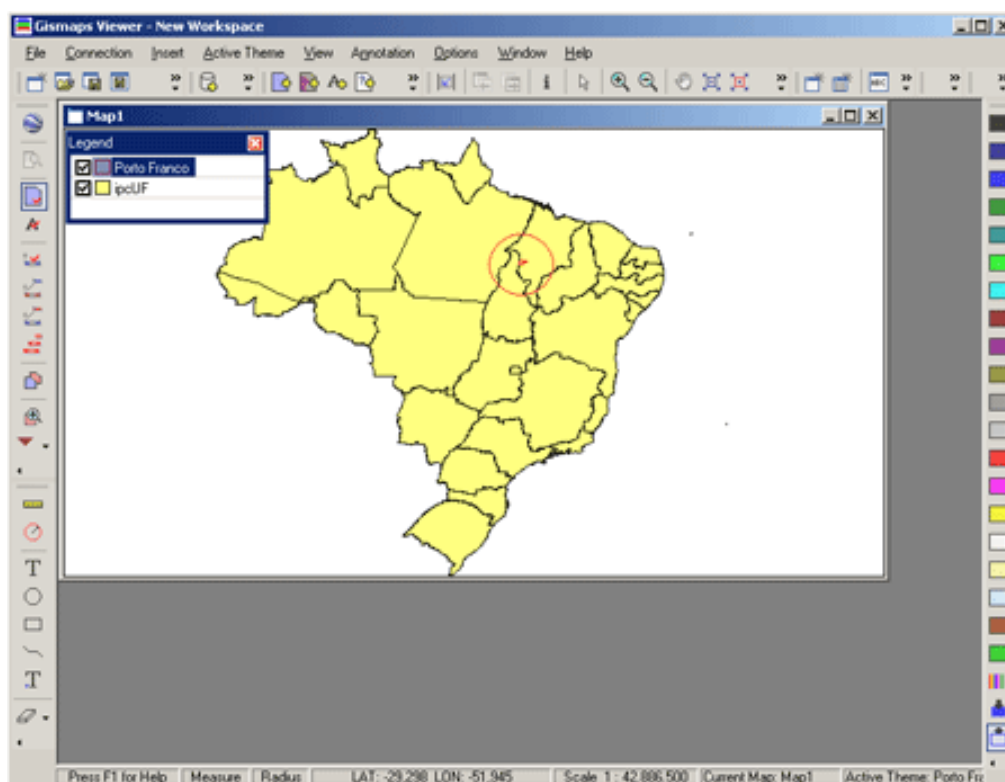 Gismaps Viewer - New Workspace
File Connection Insert Active Theme View Annotation Options Window Help
Map1
Legend
Porto Franco
ipcUF
T
T
Press F1 for Help Measure Radius LAT: -29.298 LON: -51.945 Scale 1 : 42.886.500 Current Map: Map1 Active Theme: Porto Fra